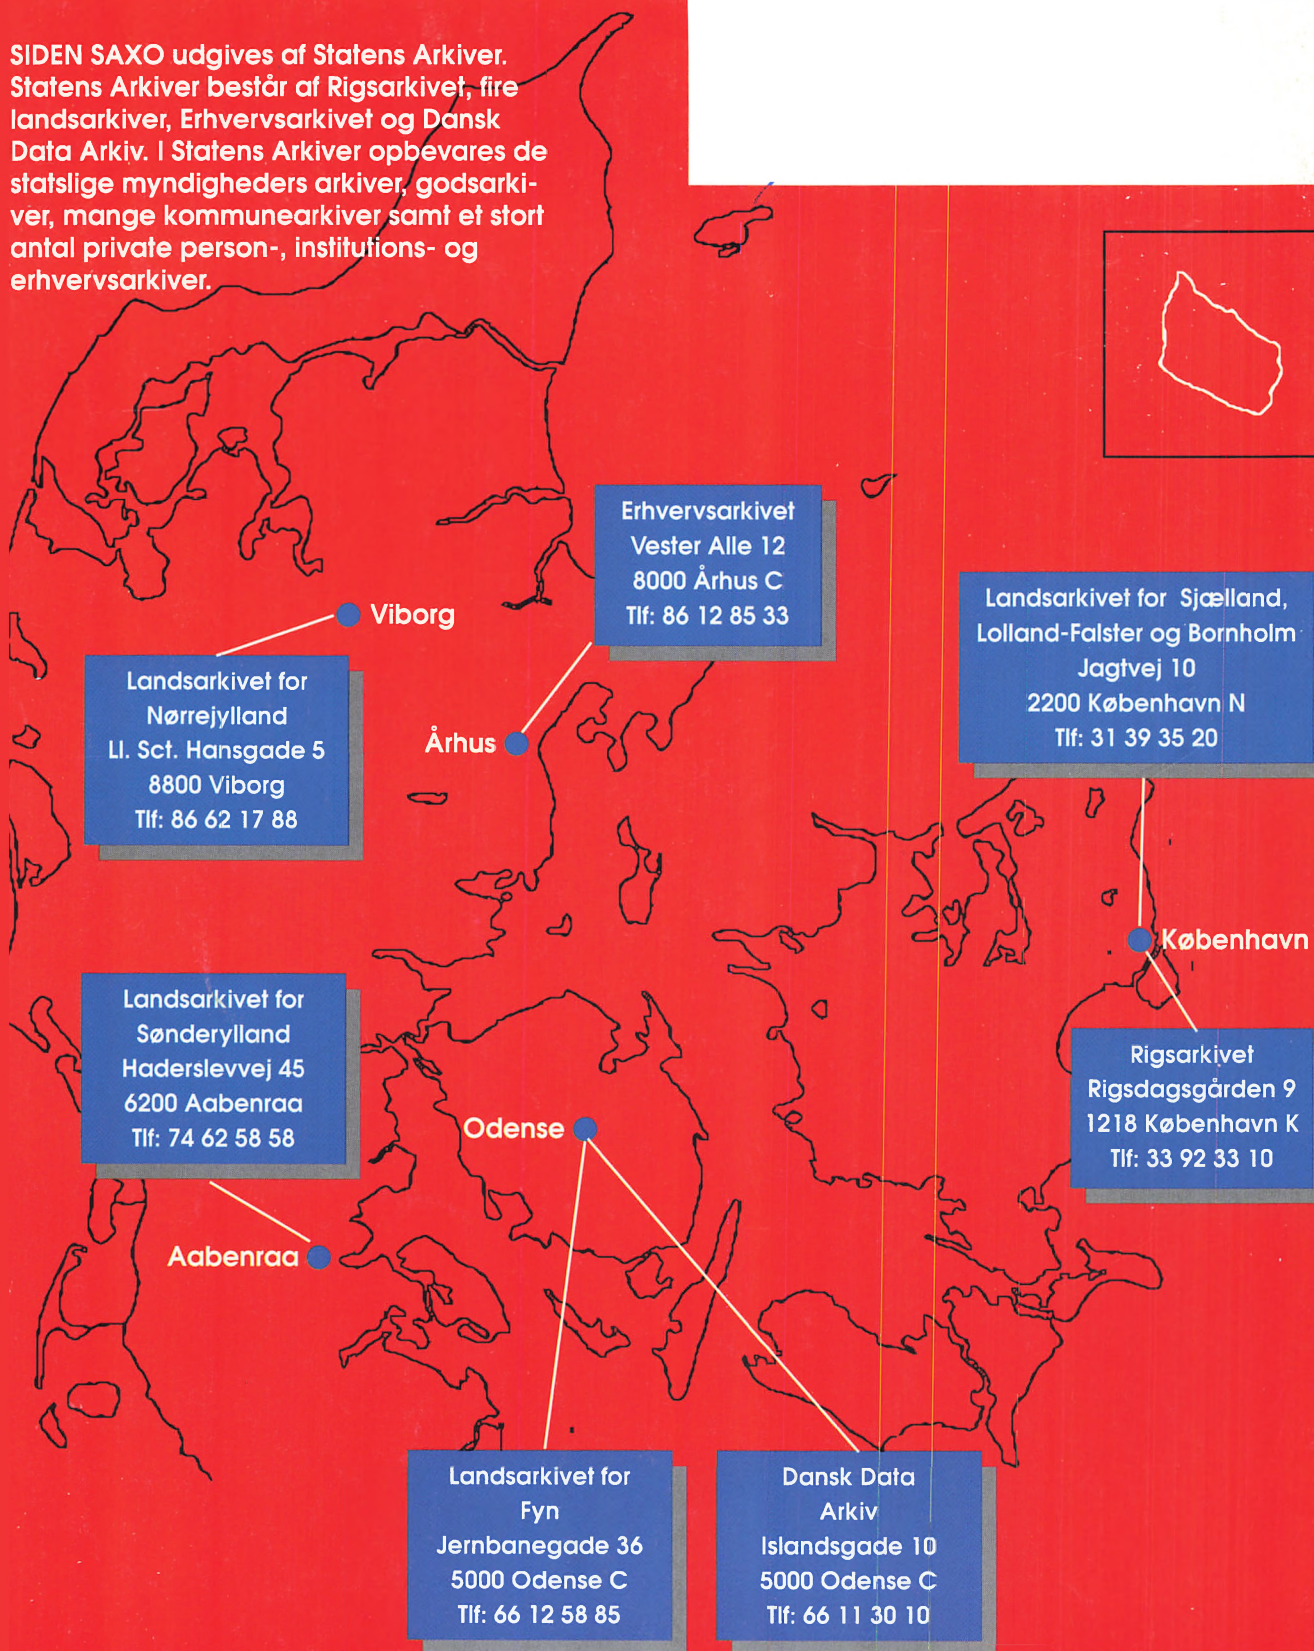 SIDEN SAXO udgives af Statens Arkiver.
Statens Arkiver består af Rigsarkivet, fire
landsarkiver, Erhvervsarkivet og Dansk
Data Arkiv. I Statens Arkiver opbevares de
statslige myndigheders arkiver, godsarki-
ver, mange kommunearkiver samt et stort
antal private person-, institutions- og
erhvervsarkiver.
Erhvervsarkivet
Vester Alle 12
8000 Århus C
Tlf: 86 12 85 33
Landsarkivet for Sjælland,
Lolland-Falster og Bornholm
Jagtvej 10
2200 København N
Tlf: 31 39 35 20
Viborg
Landsarkivet for
Nørrejylland
Ll. Sct. Hansgade 5
8800 Viborg
Tlf: 86 62 17 88
Århus
København
Landsarkivet for
Sønderylland
Haderslevvej 45
6200 Aabenraa
Tlf: 74 62 58 58
Rigsarkivet
Rigsdagsgården 9
1218 København K
Tlf: 33 92 33 10
Odense
Aabenraa
Landsarkivet for
Fyn
Jernbanegade 36
5000 Odense C
Tlf: 66 12 58 85
Dansk Data
Arkiv
Islandsgade 10
5000 Odense C
Tlf: 66 11 30 10